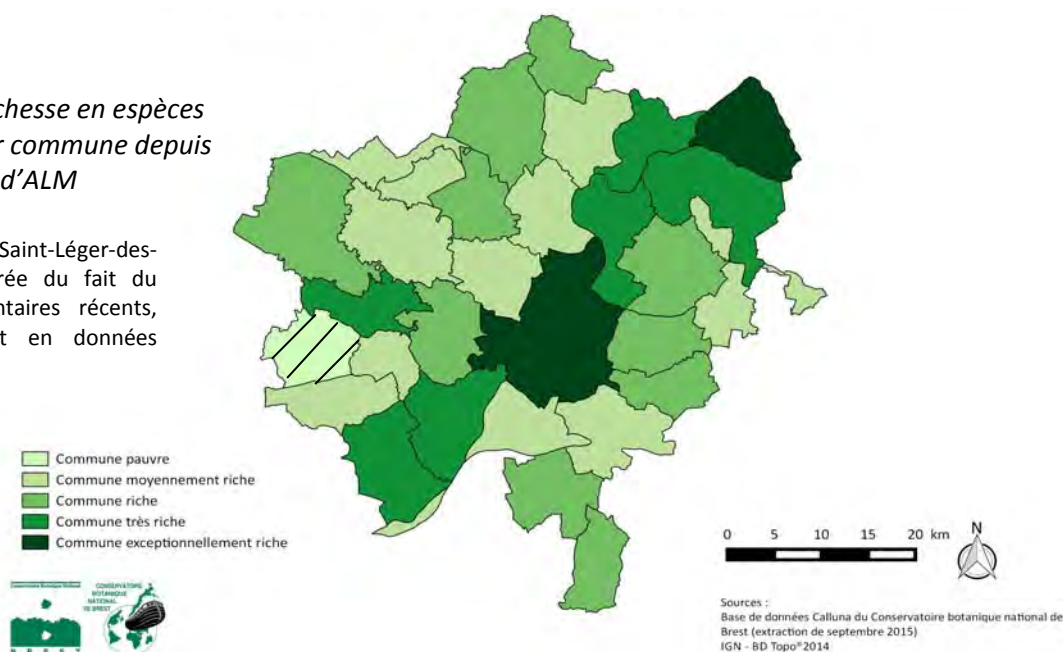 chesse en espèces
r commune depuis
d’ALM
Saint-Léger-des-
rée du fait du
ntaires récents,
t en données
Commune pauvre
Commune moyennement riche
Commune riche
Commune très riche
Commune exceptionnellement riche
0 5 10 15 20 km
N
CONSERVATOIRE
BOTANIQUE
NATIONAL
DE BREST
BREST
Sources :
Base de données Calluna du Conservatoire botanique national de
Brest (extraction de septembre 2015)
IGN - BD Topo®2014